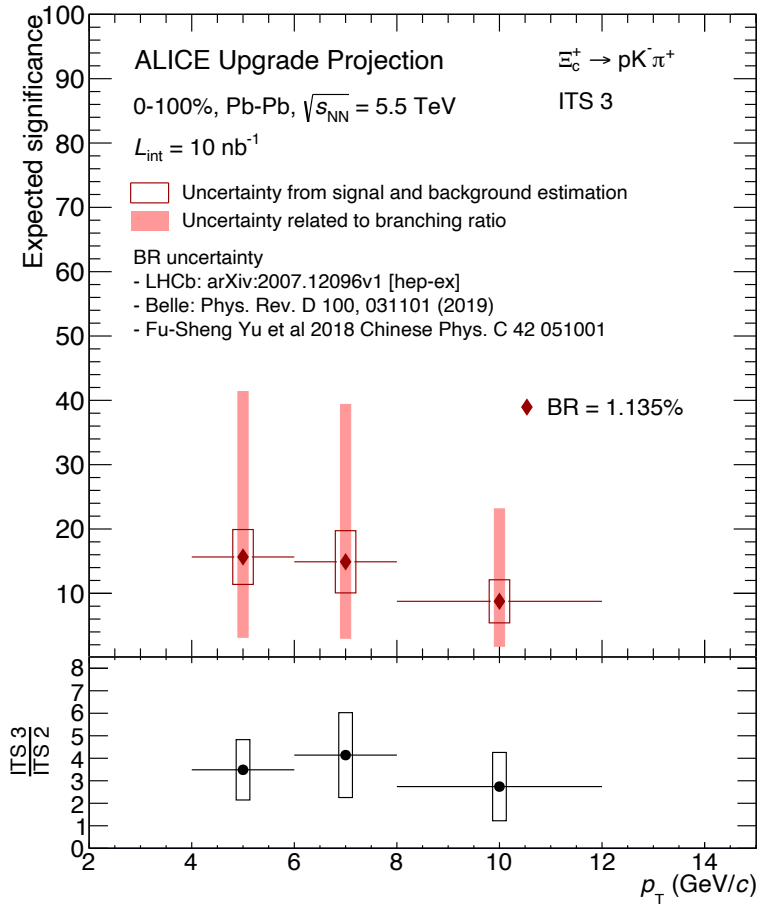 ALICE Upgrade Projection
Ξc+ → pK-π+
0-100%, Pb-Pb, √sNN = 5.5 TeV
ITS 3
Lint = 10 nb-1
Uncertainty from signal and background estimation
Uncertainty related to branching ratio
BR uncertainty
- LHCb: arXiv:2007.12096v1 [hep-ex]
- Belle: Phys. Rev. D 100, 031101 (2019)
- Fu-Sheng Yu et al 2018 Chinese Phys. C 42 051001
BR = 1.135%
Expected significance
100
90
80
70
60
50
40
30
20
10
ITS 3
ITS 2
8
7
6
5
4
3
2
1
0
2 4 6 8 10 12 14
pT (GeV/c)